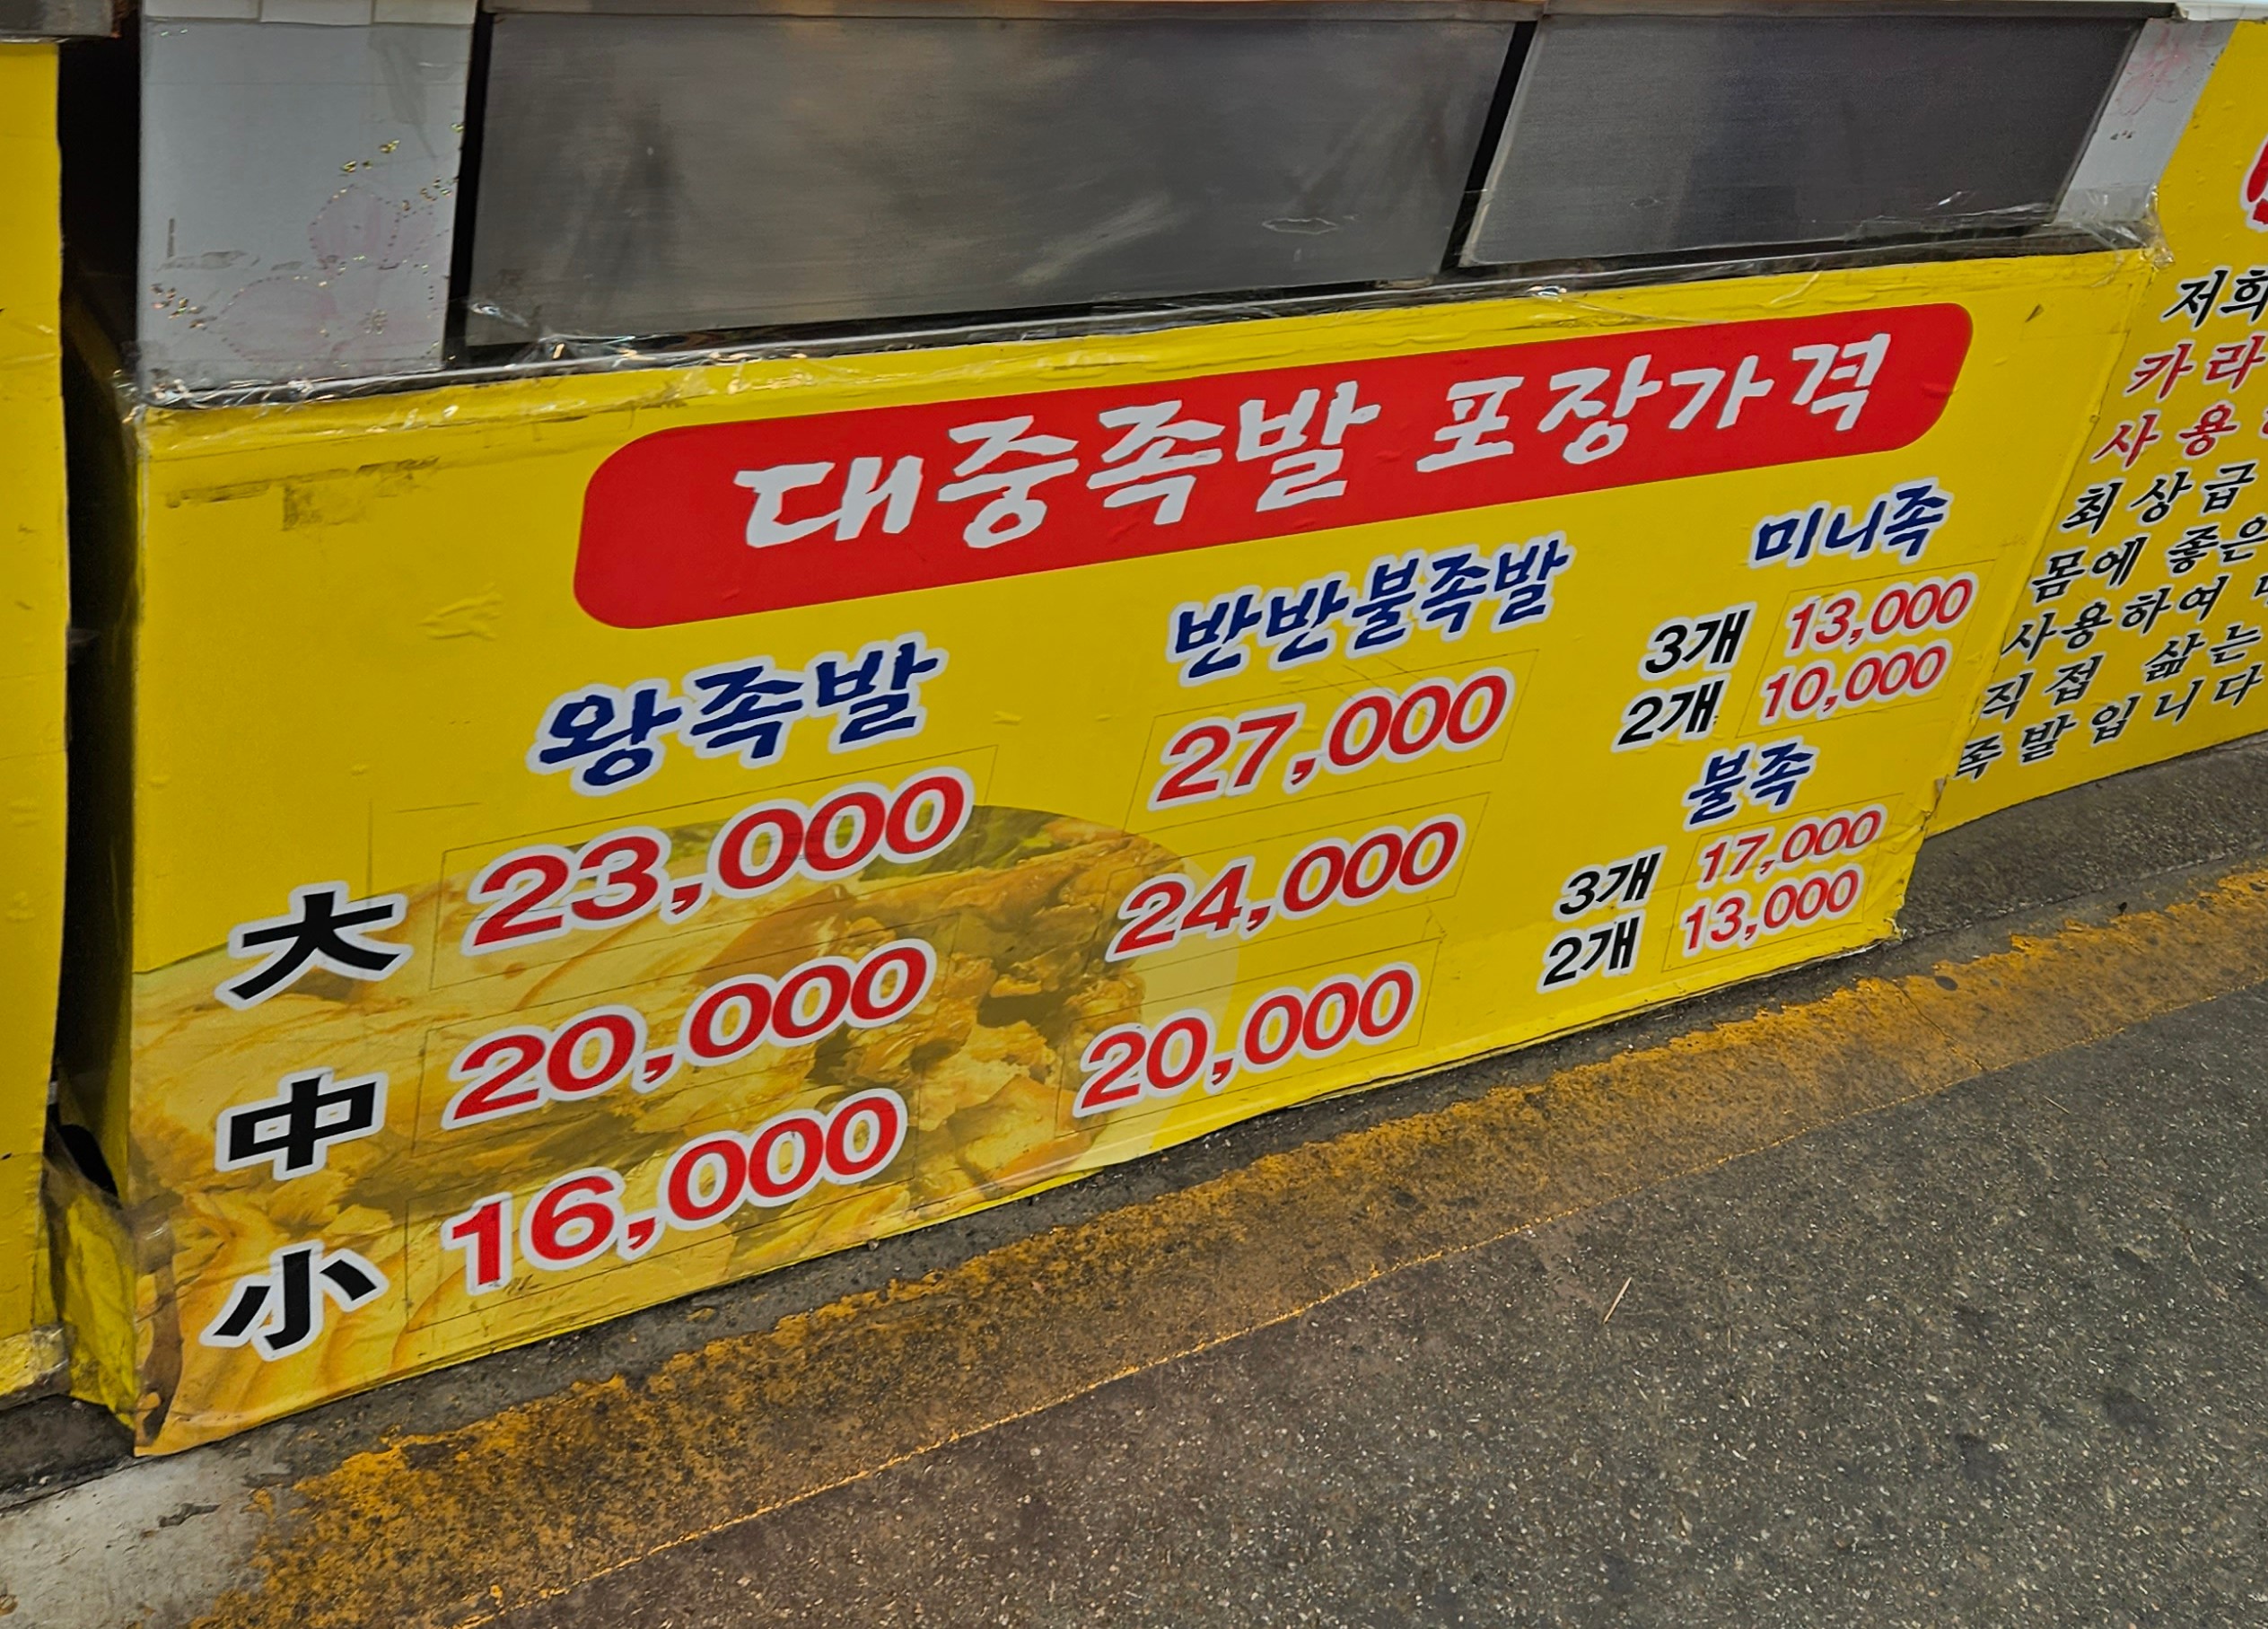 대중족발 포장가격
왕족발 반반불족발
大 23,000 27,000
中 20,000 24,000
小 16,000 20,000
미니족
3개 13,000
2개 10,000
불족
3개 17,000
2개 13,000
저희
카라
사용
최상급
몸에 좋은
사용하여
직접 삶는
족발입니다